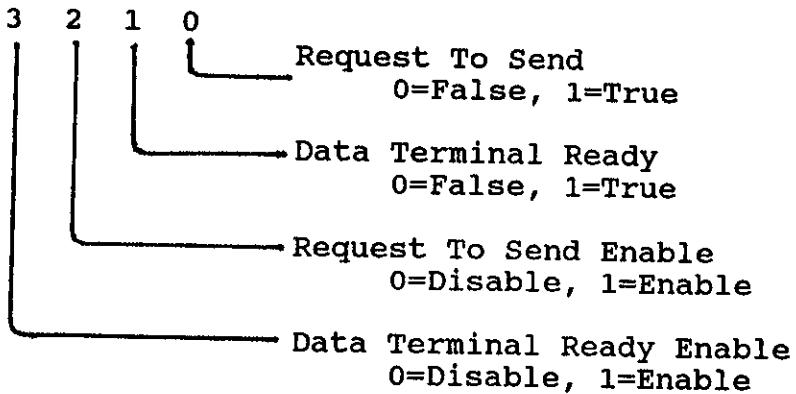 3 2 1 0
Request To Send
0=False, 1=True
Data Terminal Ready
0=False, 1=True
Request To Send Enable
0=Disable, 1=Enable
Data Terminal Ready Enable
0=Disable, 1=Enable